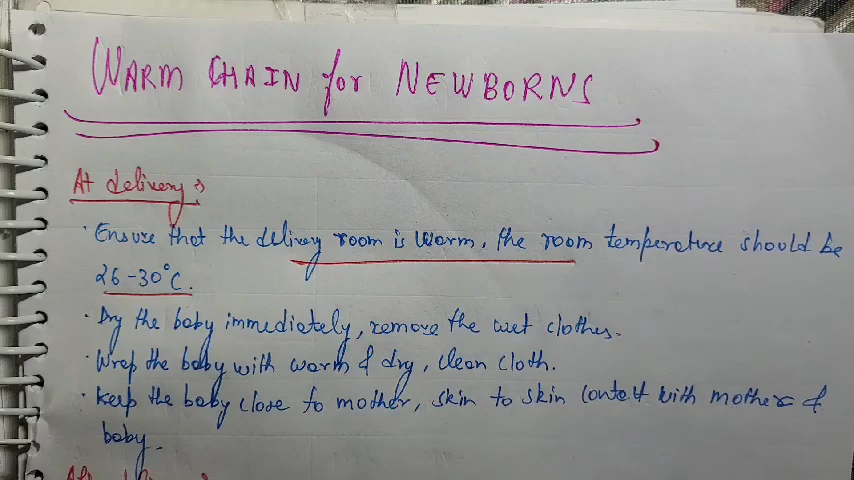 WARM CHAIN for NEWBORNS
At delivery :
· Ensure that the delivery room is warm, the room temperature should be
26-30°C.
· Dry the baby immediately, remove the wet clothes.
· Wrap the baby with warm & dry, clean cloth.
· Keep the baby close to mother, skin to skin contact with mother &
baby.